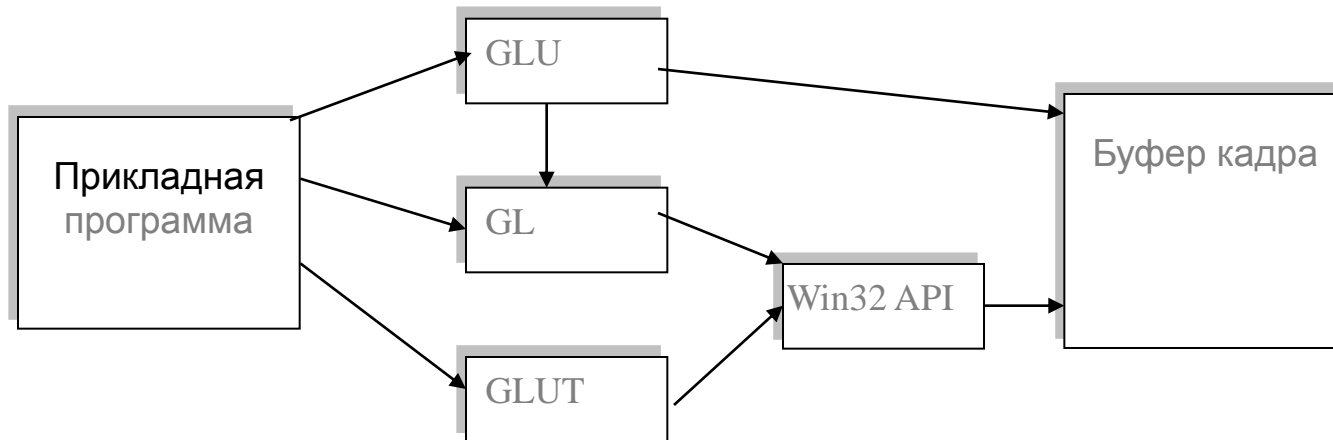 GLU
Прикладная
программа
Буфер кадра
GL
Win32 API
GLUT